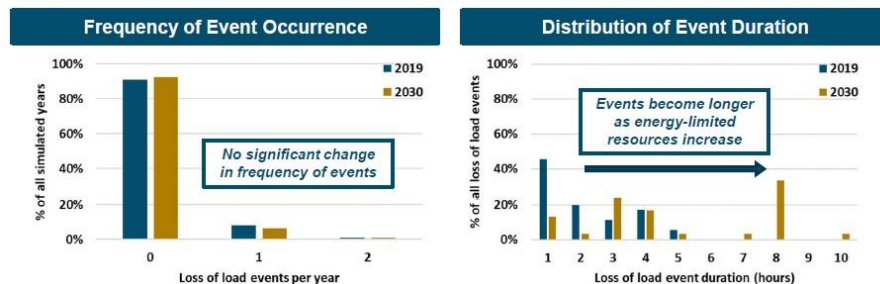 Frequency of Event Occurrence
% of all simulated years
100%
80%
60%
40%
20%
0%
2019
2030
No significant change
in frequency of events
0 1 2
Loss of load events per year
Distribution of Event Duration
% of all loss of load events
100%
80%
60%
40%
20%
0%
2019
2030
Events become longer
as energy-limited
resources increase
1 2 3 4 5 6 7 8 9 10
Loss of load event duration (hours)